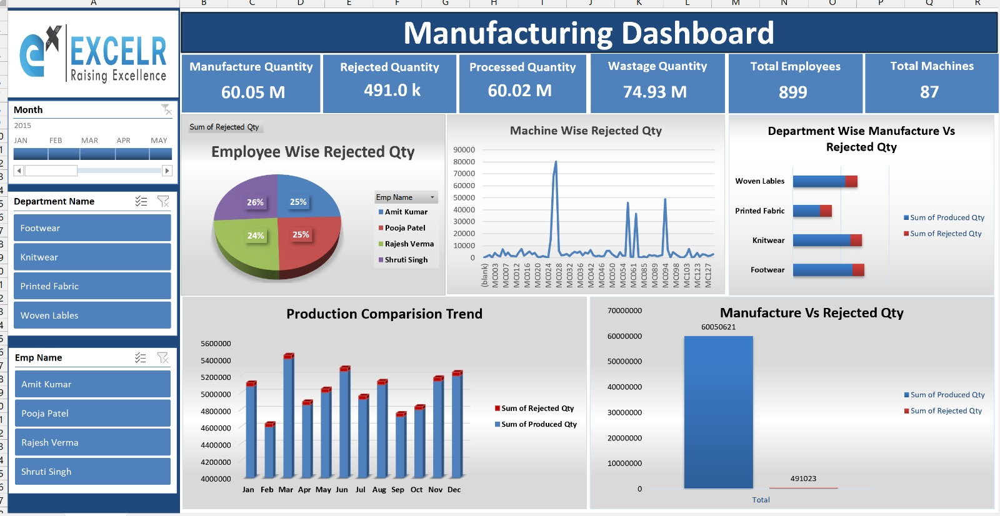 A B C D E F G H I J K L M N O P Q R
EXCELR
Raising Excellence
Manufacturing Dashboard
Manufacture Quantity
60.05 M
Rejected Quantity
491.0 k
Processed Quantity
60.02 M
Wastage Quantity
74.93 M
Total Employees
899
Total Machines
87
Month
2015
JAN FEB MAR APR MAY
Department Name
Footwear
Knitwear
Printed Fabric
Woven Lables
Emp Name
Amit Kumar
Pooja Patel
Rajesh Verma
Shruti Singh
Sum of Rejected Qty
Employee Wise Rejected Qty
26%
25%
24%
25%
Emp Name
Amit Kumar
Pooja Patel
Rajesh Verma
Shruti Singh
Machine Wise Rejected Qty
90000
80000
70000
60000
50000
40000
30000
20000
10000
0
(blank)
MC003
MC007
MC012
MC016
MC020
MC024
MC028
MC032
MC036
MC042
MC046
MC050
MC054
MC061
MC085
MC089
MC094
MC098
MC103
MC123
MC127
Department Wise Manufacture Vs
Rejected Qty
Woven Lables
Printed Fabric
Knitwear
Footwear
Sum of Produced Qty
Sum of Rejected Qty
Production Comparision Trend
5600000
5400000
5200000
5000000
4800000
4600000
4400000
4200000
4000000
Jan Feb Mar Apr May Jun Jul Aug Sep Oct Nov Dec
Sum of Rejected Qty
Sum of Produced Qty
Manufacture Vs Rejected Qty
70000000
60000000
50000000
40000000
30000000
20000000
10000000
0
60050621
491023
Total
Sum of Produced Qty
Sum of Rejected Qty